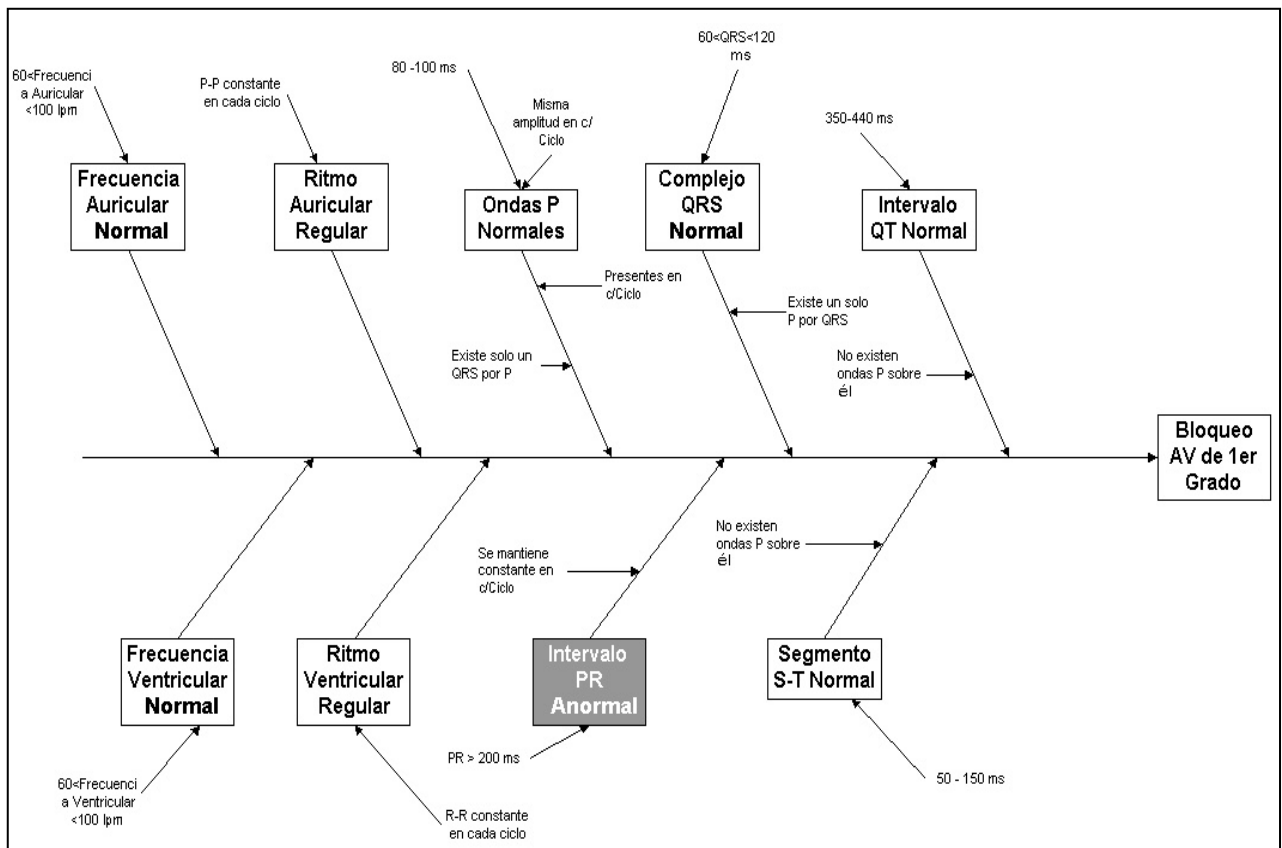 60<Frecuenci
a Auricular
<100 lpm
P-P constante
en cada ciclo
80 -100 ms
Misma
amplitud en c/
Ciclo
60<QRS<120
ms
350-440 ms
Frecuencia
Auricular
Normal
Ritmo
Auricular
Regular
Ondas P
Normales
Complejo
QRS
Normal
Intervalo
QT Normal
Presentes en
c/Ciclo
Existe solo un
QRS por P
Existe un solo
P por QRS
No existen
ondas P sobre
él
Bloqueo
AV de 1er
Grado
Se mantiene
constante en
c/Ciclo
No existen
ondas P sobre
él
Frecuencia
Ventricular
Normal
Ritmo
Ventricular
Regular
Intervalo
PR
Anormal
Segmento
S-T Normal
60<Frecuenci
a Ventricular
<100 lpm
R-R constante
en cada ciclo
PR > 200 ms
50 - 150 ms